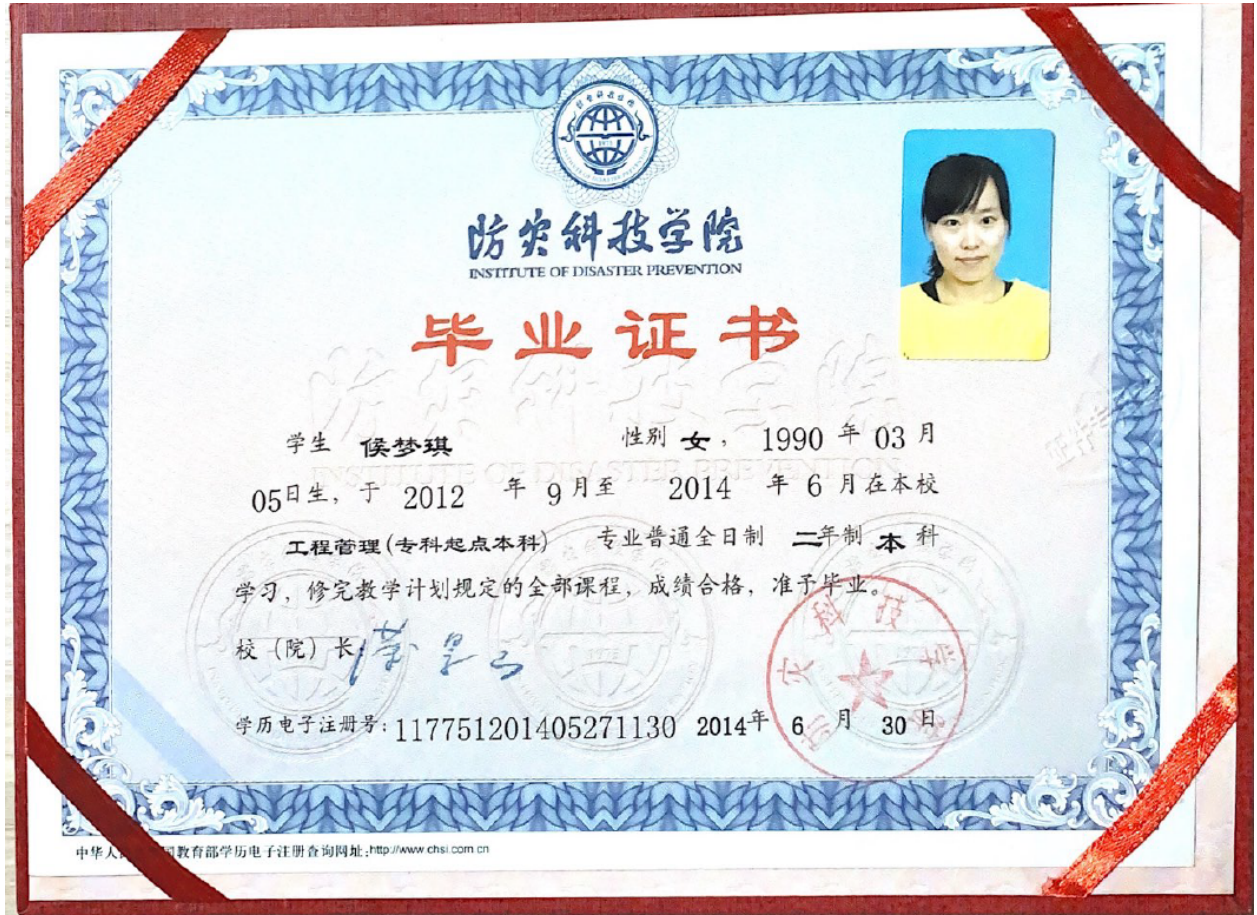 防灾科技学院
INSTITUTE OF DISASTER PREVENTION
毕业证书
学生 侯梦琪 性别 女， 1990 年 03 月
05日生，于 2012 年 9 月至 2014 年 6 月在本校
工程管理(专科起点本科) 专业普通全日制 二年制 本 科
学习，修完教学计划规定的全部课程，成绩合格，准予毕业。
校（院）长：
学历电子注册号：117751201405271130 2014年 6 月 30 日
中华人 国教育部学历电子注册查询网址:http://www.chsi.com.cn